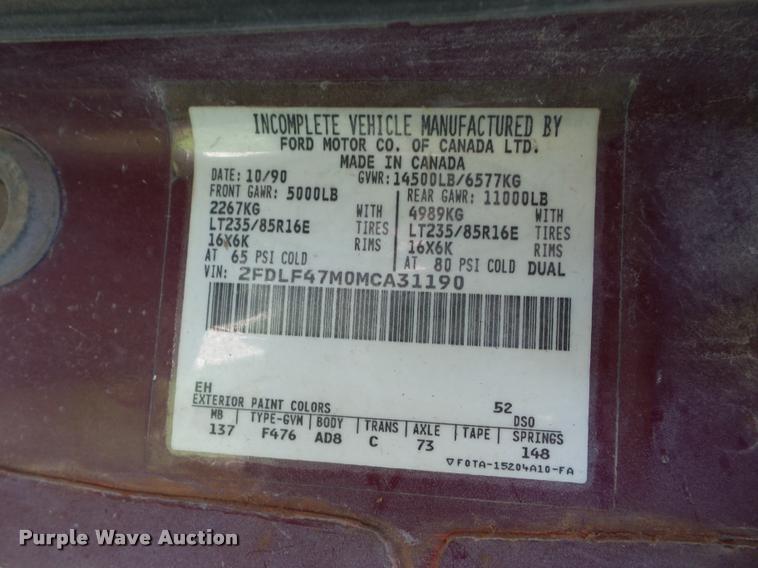 INCOMPLETE VEHICLE MANUFACTURED BY
FORD MOTOR CO. OF CANADA LTD.
MADE IN CANADA
DATE: 10/90 GVWR: 14500LB/6577KG
FRONT GAWR: 5000LB REAR GAWR: 11000LB
2267KG WITH 4989KG WITH
LT235/85R16E TIRES LT235/85R16E TIRES
16X6K RIMS 16X6K RIMS
AT 65 PSI COLD AT 80 PSI COLD DUAL
VIN: 2FDLF47M0MCA31190
EH 52
EXTERIOR PAINT COLORS DSO
WB TYPE-GVW BODY TRANS AXLE TAPE SPRINGS
137 F476 AD8 C 73 148
▽F0TA-15204A10-FA
Purple Wave Auction